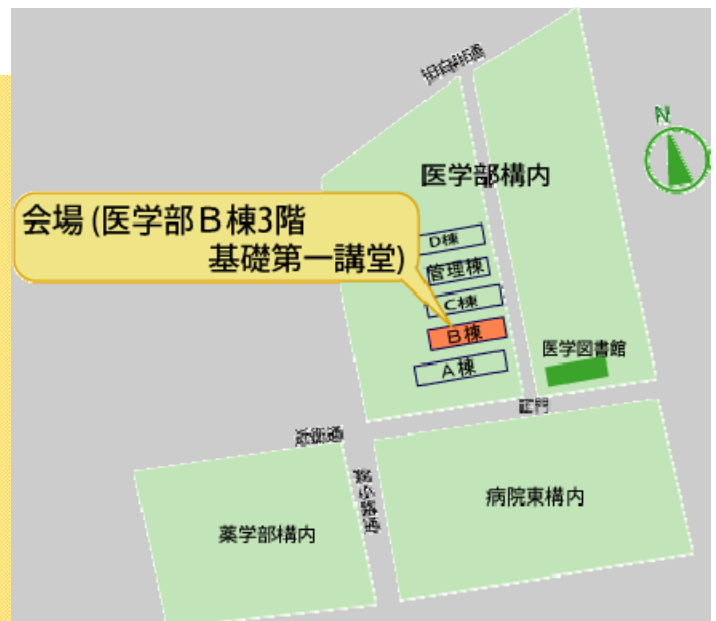 N
医学部構内
会場 (医学部B棟3階
基礎第一講堂)
D棟
管理棟
C棟
B棟
A棟
医学図書館
正門
病院東構内
薬学部構内